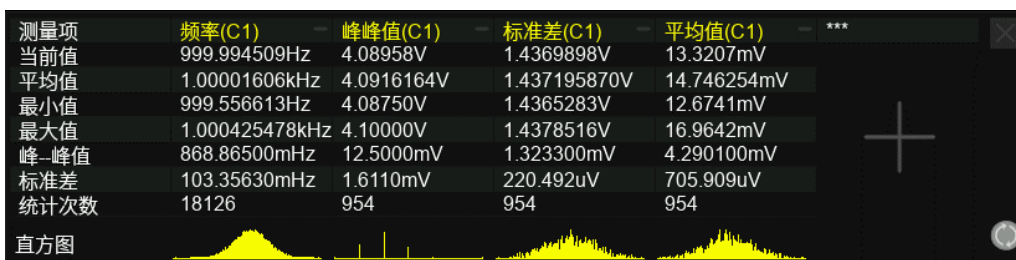 测量项 频率(C1) 峰峰值(C1) 标准差(C1) 平均值(C1) ***
当前值 999.994509Hz 4.08958V 1.4369898V 13.3207mV
平均值 1.00001606kHz 4.0916164V 1.437195870V 14.746254mV
最小值 999.556613Hz 4.08750V 1.4365283V 12.6741mV
最大值 1.000425478kHz 4.10000V 1.4378516V 16.9642mV
峰--峰值 868.86500mHz 12.5000mV 1.323300mV 4.290100mV
标准差 103.35630mHz 1.6110mV 220.492uV 705.909uV
统计次数 18126 954 954 954
直方图